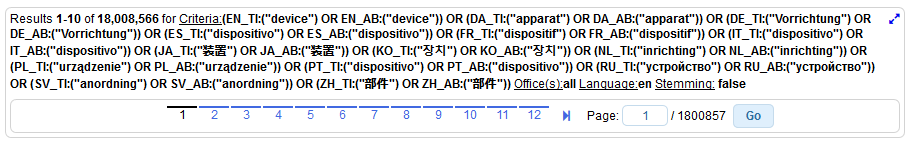 Results 1-10 of 18,008,566 for Criteria:(EN_TI:("device") OR EN_AB:("device")) OR (DA_TI:("apparat") OR DA_AB:("apparat")) OR (DE_TI:("Vorrichtung") OR
DE_AB:("Vorrichtung")) OR (ES_TI:("dispositivo") OR ES_AB:("dispositivo")) OR (FR_TI:("dispositif") OR FR_AB:("dispositif")) OR (IT_TI:("dispositivo") OR
IT_AB:("dispositivo")) OR (JA_TI:("装置") OR JA_AB:("装置")) OR (KO_TI:("장치") OR KO_AB:("장치")) OR (NL_TI:("inrichting") OR NL_AB:("inrichting")) OR
(PL_TI:("urządzenie") OR PL_AB:("urządzenie")) OR (PT_TI:("dispositivo") OR PT_AB:("dispositivo")) OR (RU_TI:("устройство") OR RU_AB:("устройство"))
OR (SV_TI:("anordning") OR SV_AB:("anordning")) OR (ZH_TI:("部件") OR ZH_AB:("部件")) Office(s):all Language:en Stemming: false
1 2 3 4 5 6 7 8 9 10 11 12 Page: 1 / 1800857 Go